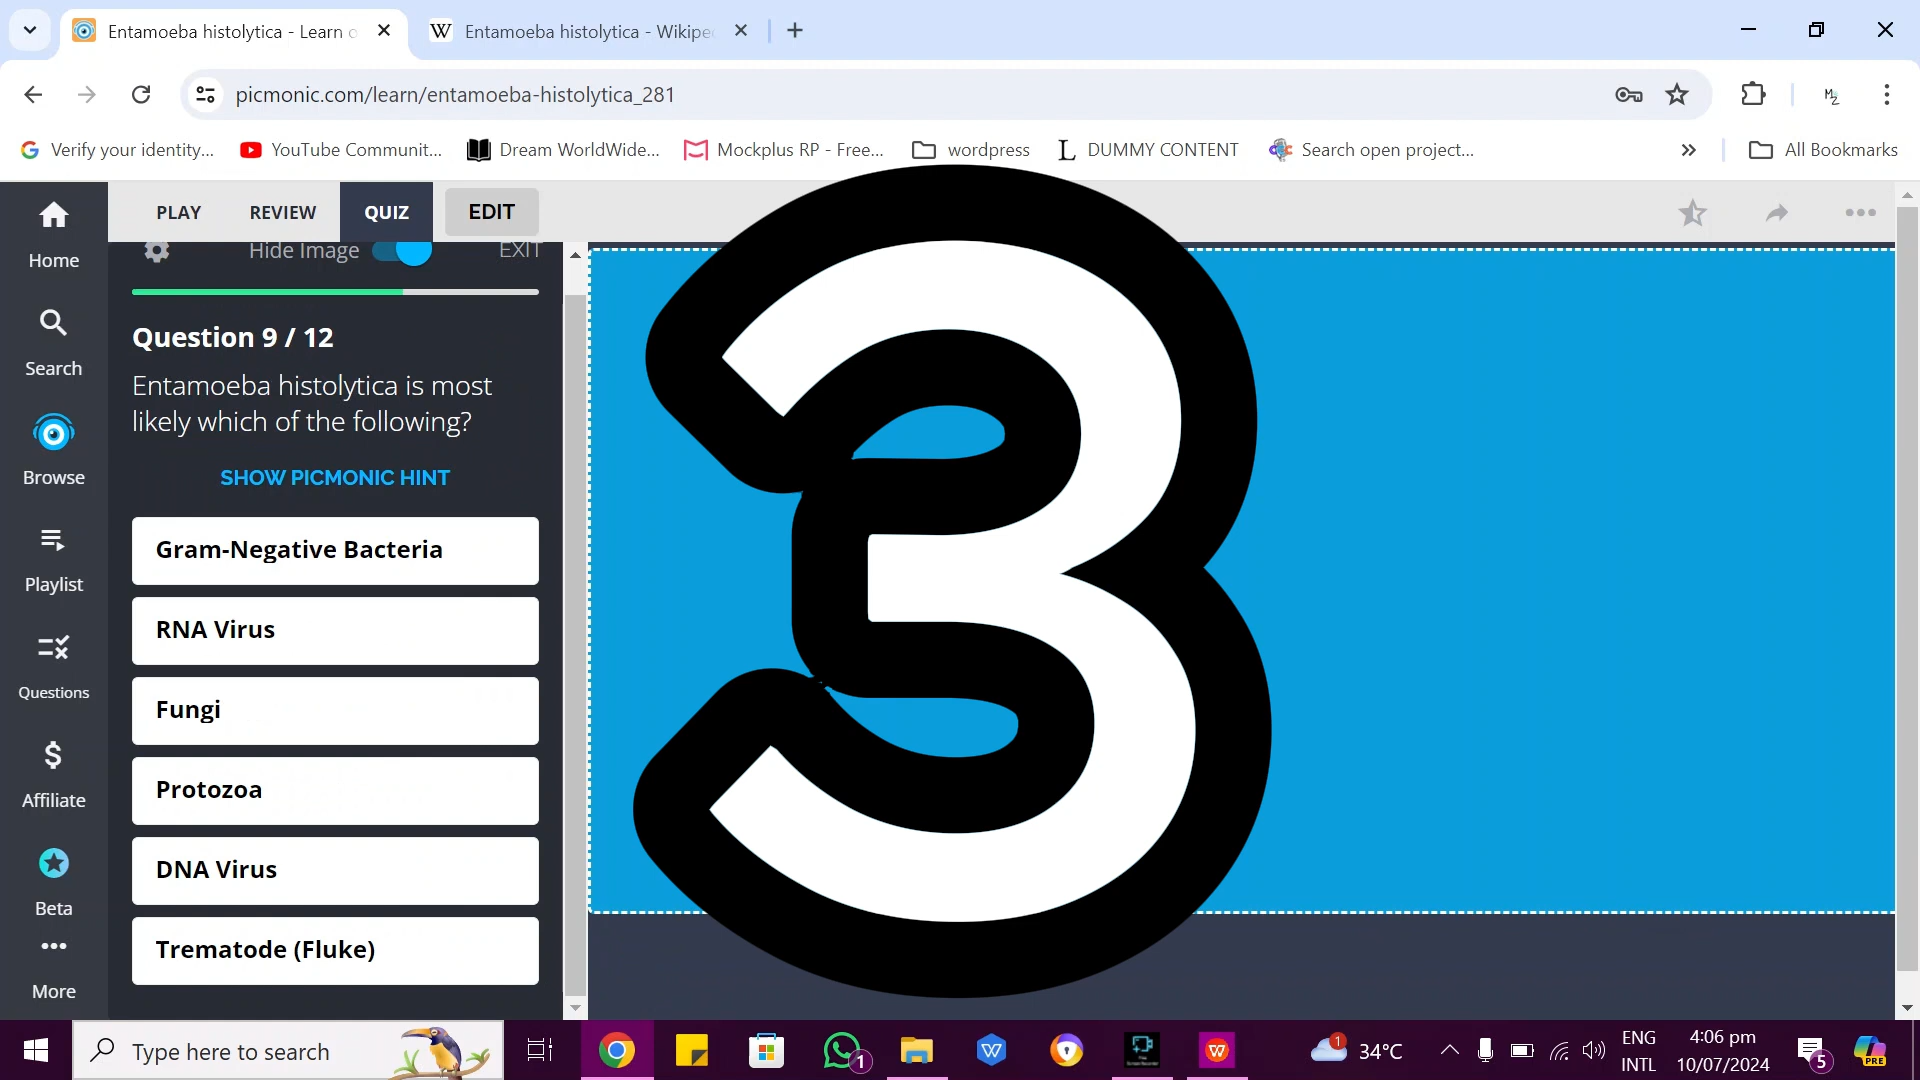 Entamoeba histolytica - Learn
Entamoeba histolytica - Wikipe
picmonic.com/learn/entamoeba-histolytica_281
Verify your identity...
YouTube Communit...
Dream WorldWide...
Mockplus RP - Free...
wordpress
DUMMY CONTENT
Search open project...
»
All Bookmarks
PLAY
REVIEW
QUIZ
EDIT
Home
Search
Browse
Playlist
Questions
Affiliate
Beta
More
Hide Image
EXIT
Question 9 / 12
Entamoeba histolytica is most
likely which of the following?
SHOW PICMONIC HINT
Gram-Negative Bacteria
RNA Virus
Fungi
Protozoa
DNA Virus
Trematode (Fluke)
3
Type here to search
1
1
34°C
ENG
INTL
4:06 pm
10/07/2024
5
PRE